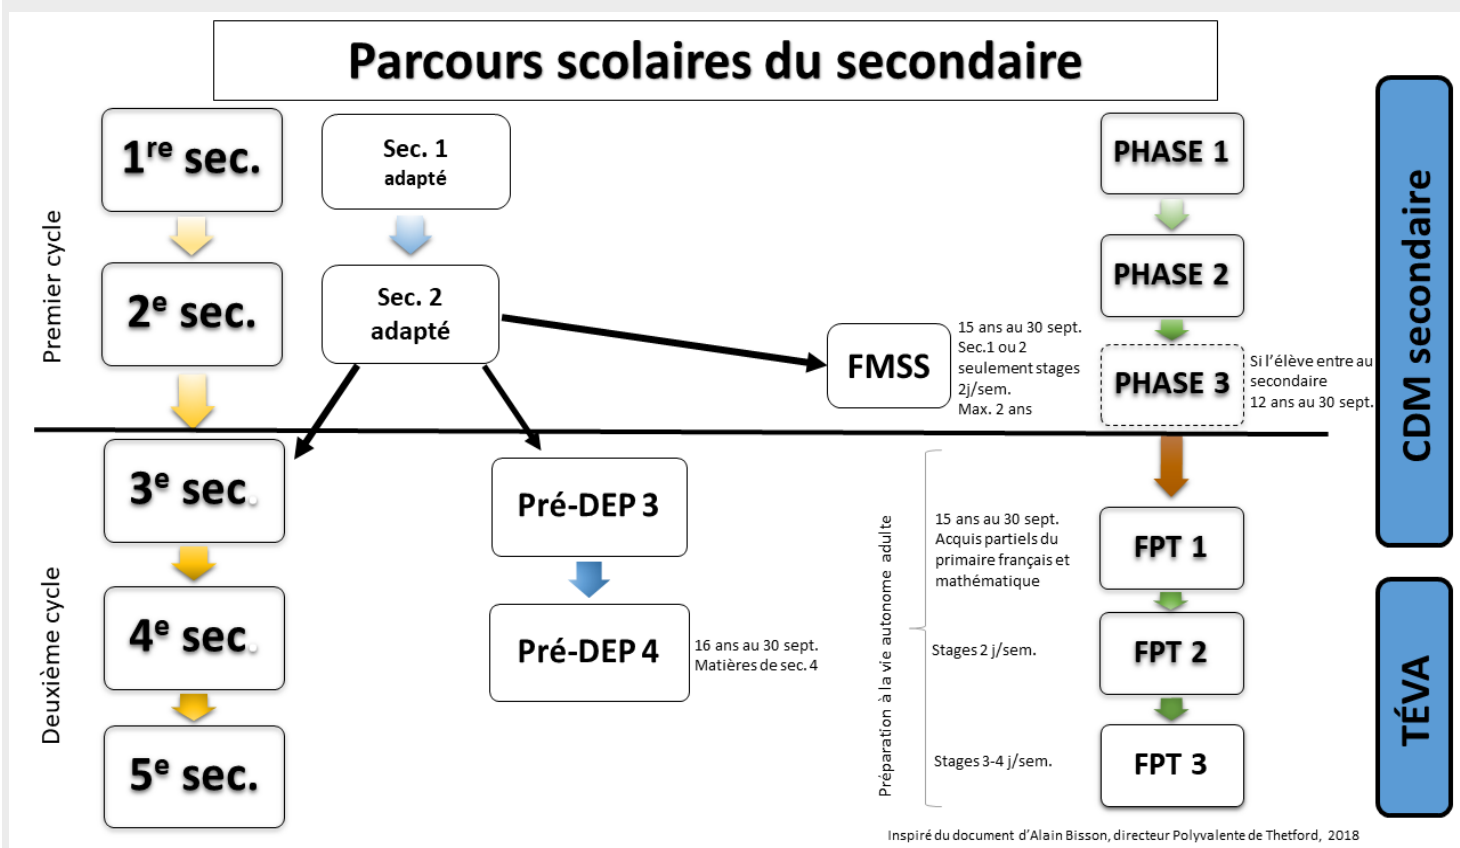 Parcours scolaires du secondaire
Premier cycle
1re sec.
2e sec.
Sec. 1
adapté
Sec. 2
adapté
FMSS
15 ans au 30 sept.
Sec.1 ou 2
seulement stages
2j/sem.
Max. 2 ans
PHASE 1
PHASE 2
PHASE 3
Si l'élève entre au
secondaire
12 ans au 30 sept.
CDM secondaire
Deuxième cycle
3e sec.
4e sec.
5e sec.
Pré-DEP 3
Pré-DEP 4
16 ans au 30 sept.
Matières de sec. 4
Préparation à la vie autonome adulte
15 ans au 30 sept.
Acquis partiels du
primaire français et
mathématique
Stages 2 j/sem.
Stages 3-4 j/sem.
FPT 1
FPT 2
FPT 3
TÉVA
Inspiré du document d'Alain Bisson, directeur Polyvalente de Thetford, 2018